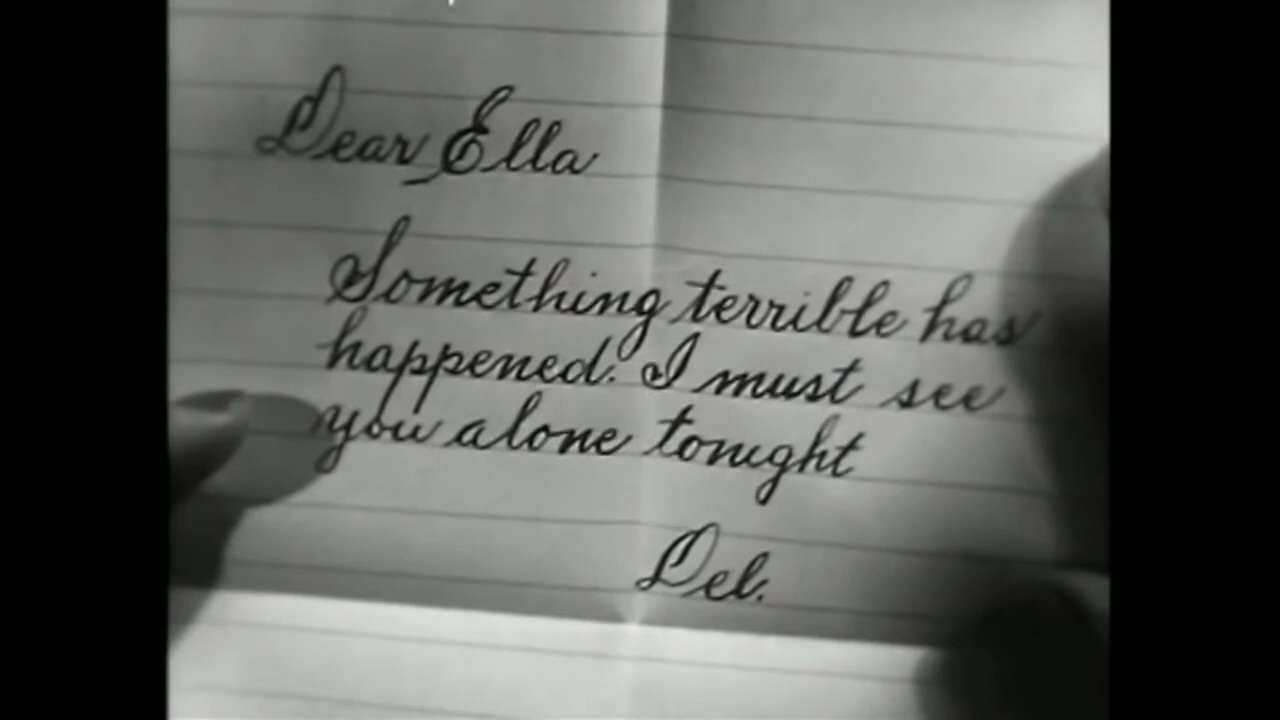 Dear Ella
Something terrible has
happened. I must see
you alone tonight
Del.